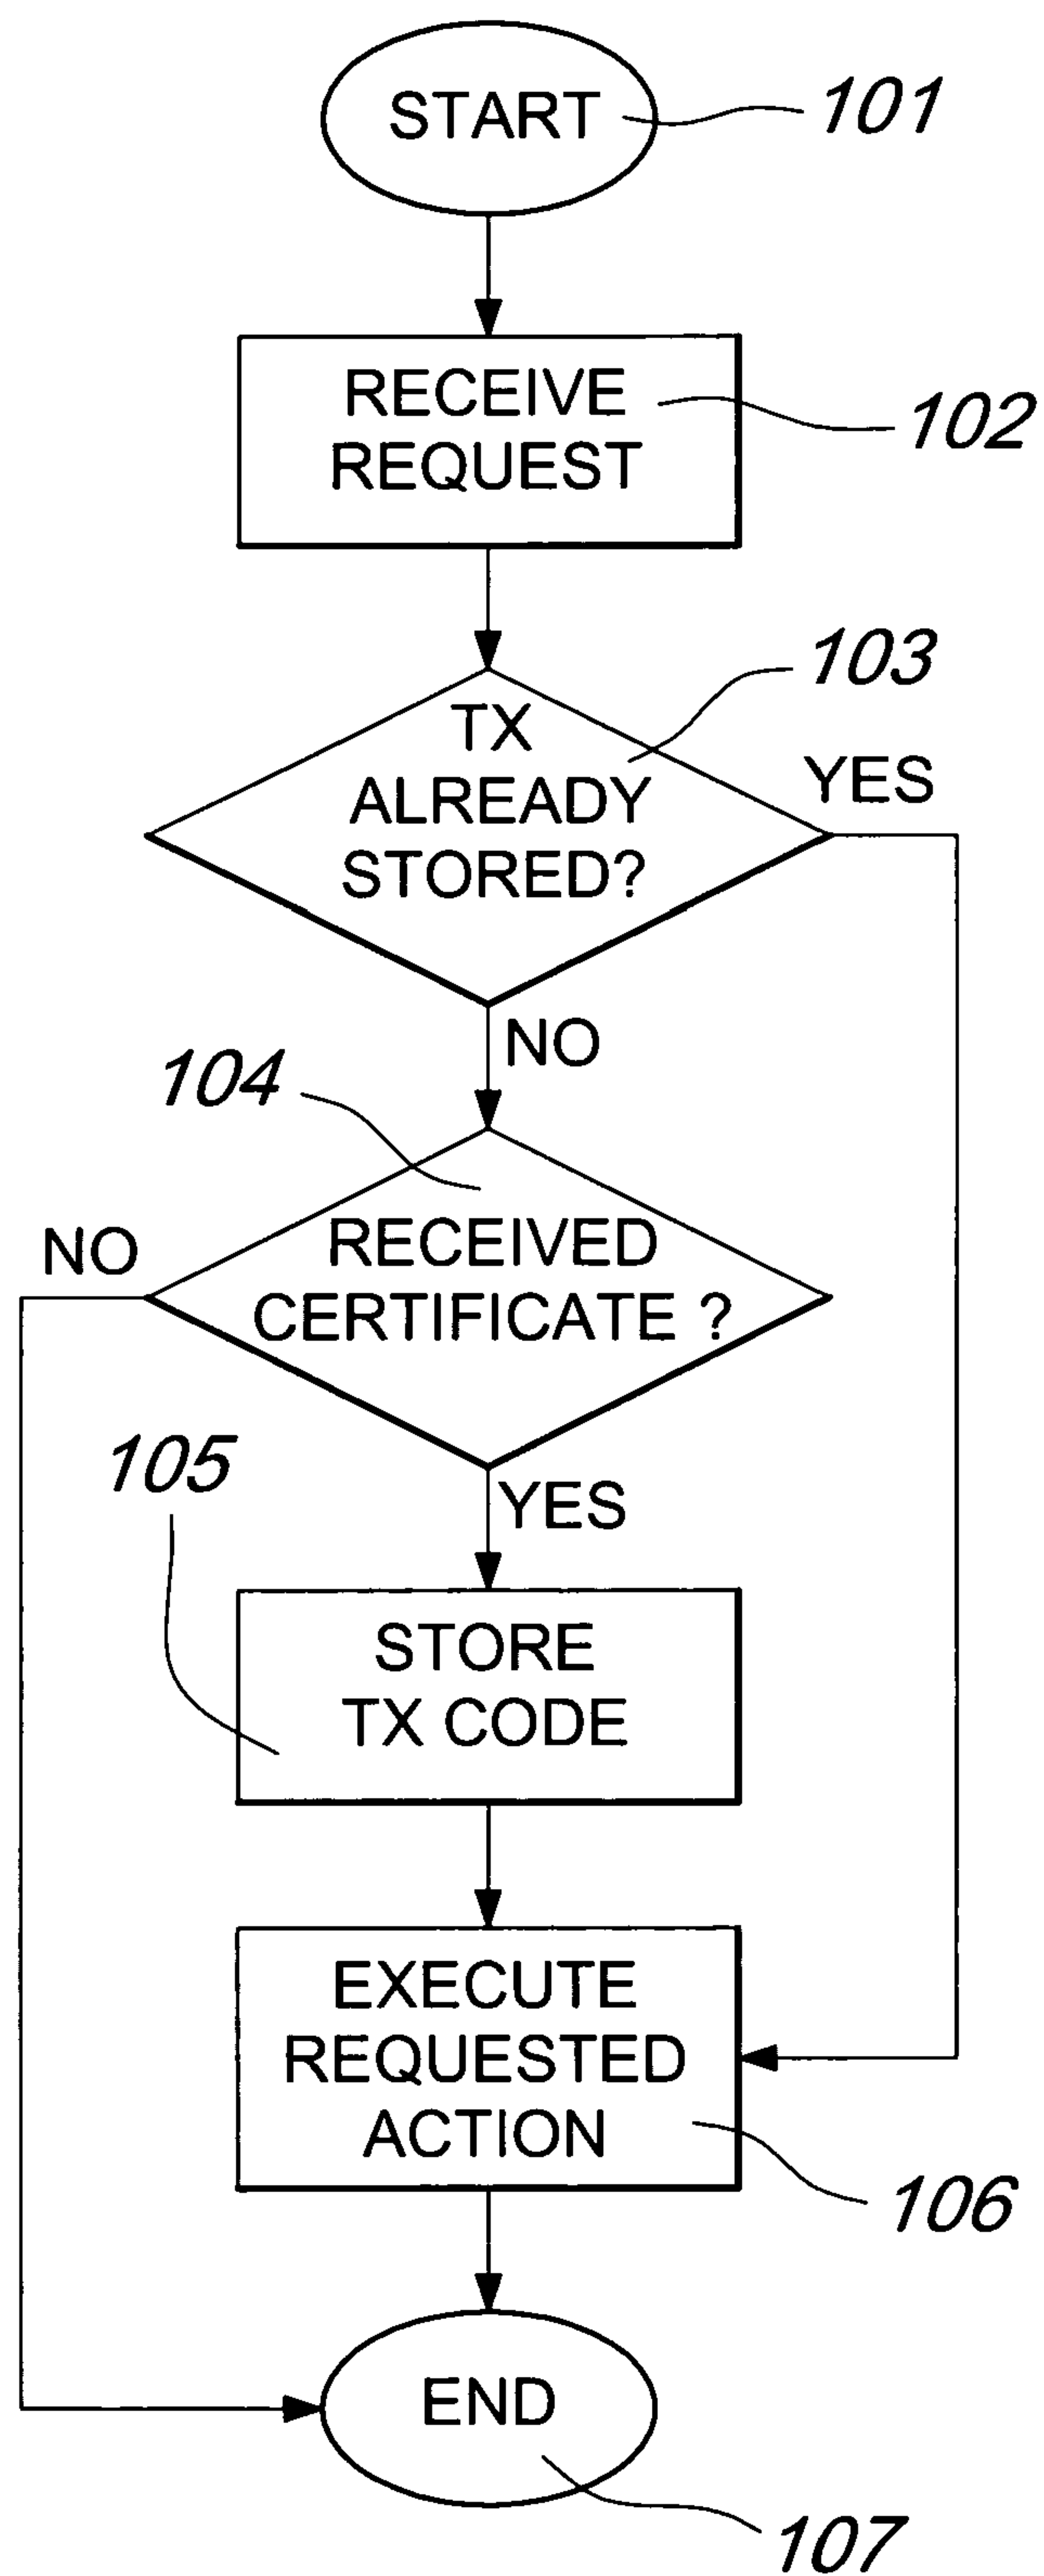 START
101
RECEIVE
REQUEST
102
103
TX
ALREADY
STORED?
YES
NO
104
NO
RECEIVED
CERTIFICATE ?
105
YES
STORE
TX CODE
EXECUTE
REQUESTED
ACTION
106
END
107